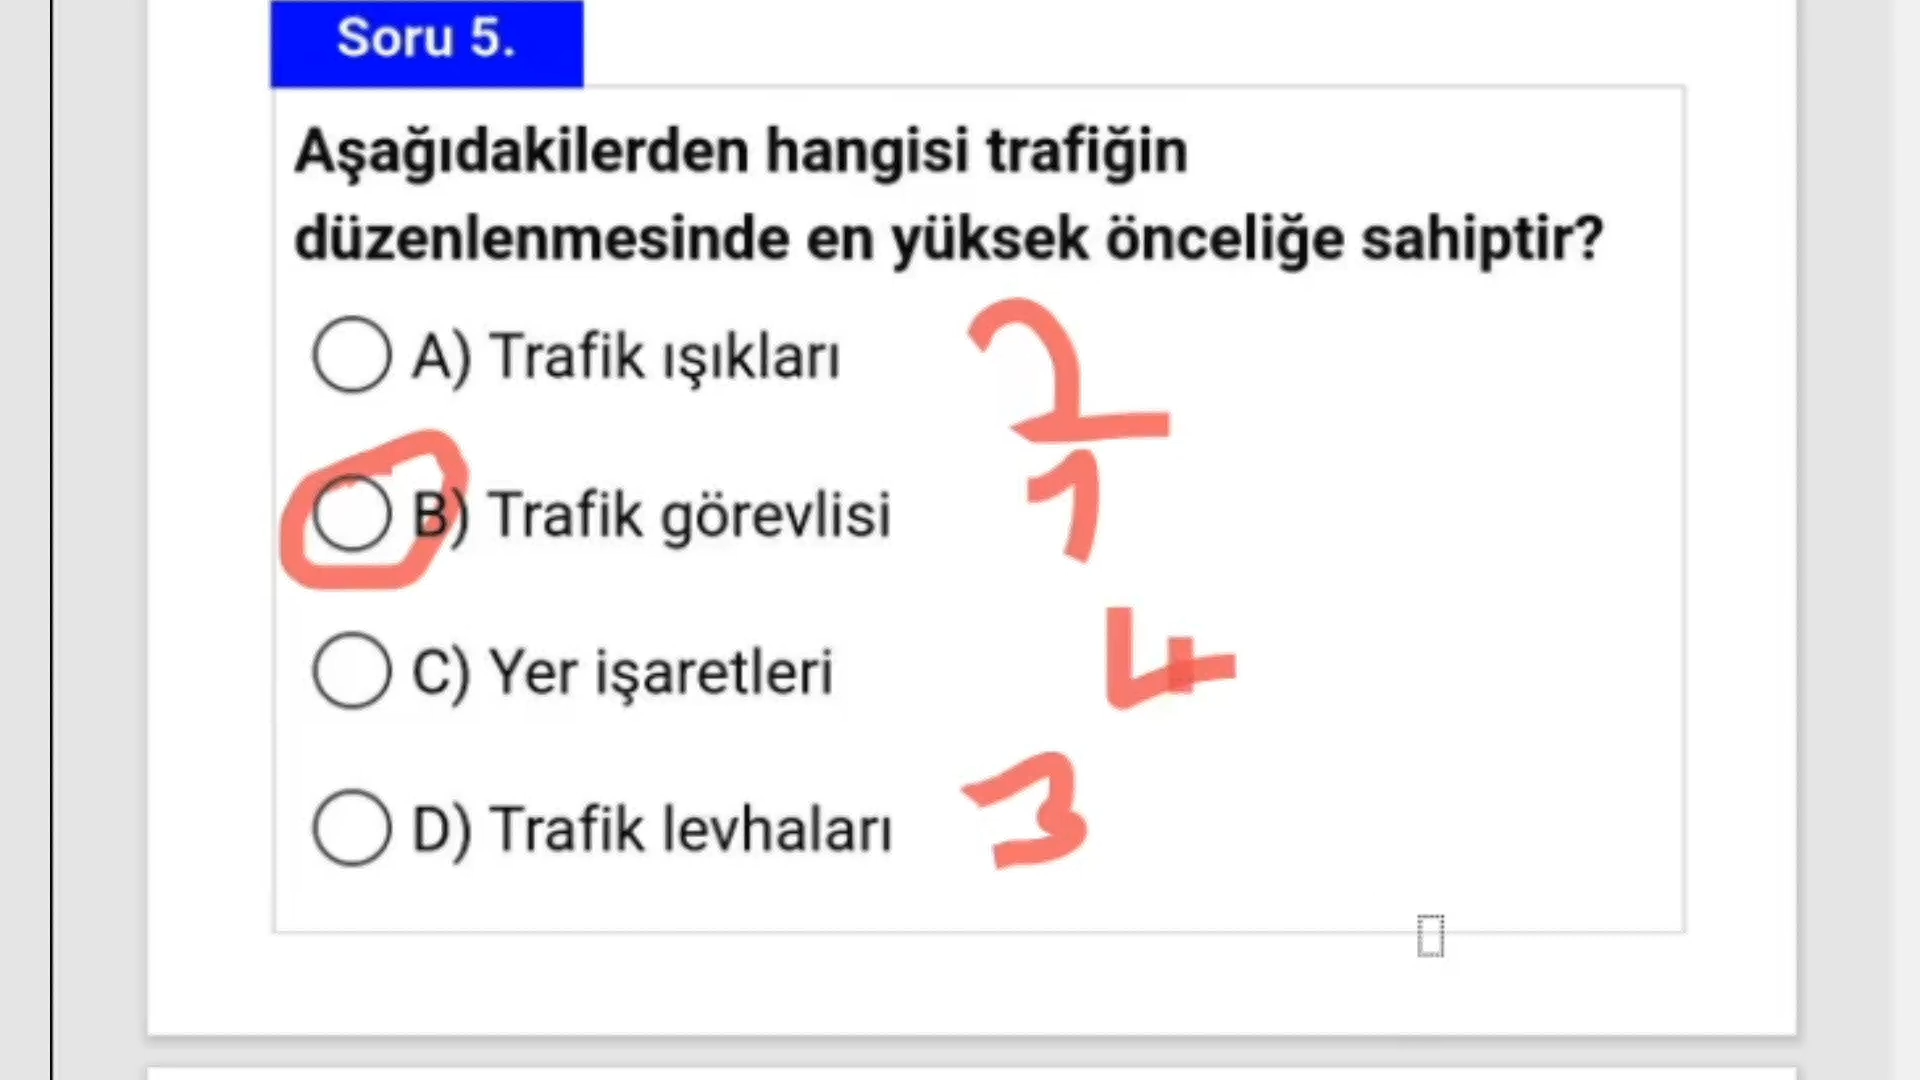 Soru 5.
Aşağıdakilerden hangisi trafiğin
düzenlenmesinde en yüksek önceliğe sahiptir?
A) Trafik ışıkları 2
B) Trafik görevlisi 1
C) Yer işaretleri 4
D) Trafik levhaları 3